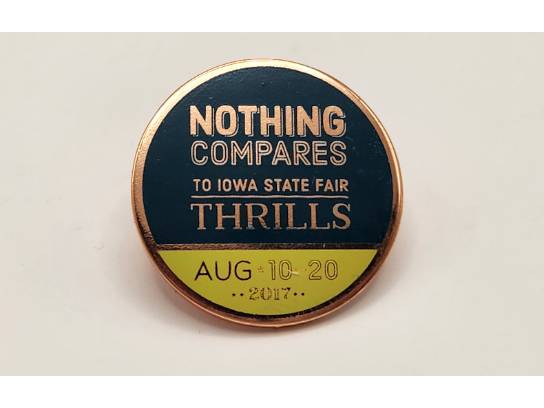 NOTHING
COMPARES
TO IOWA STATE FAIR
THRILLS
AUG • 10 - 20
•• 2017 ••